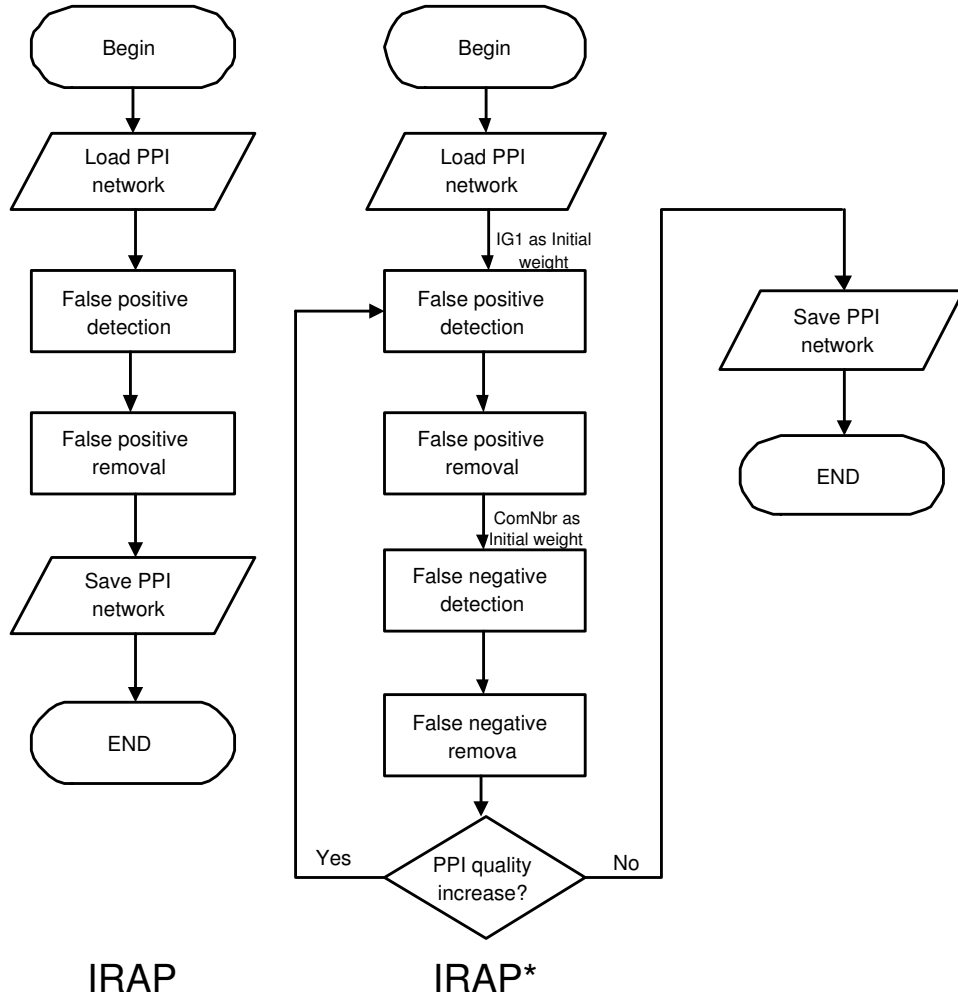 Begin
Load PPI
network
False positive
detection
False positive
removal
Save PPI
network
END
IRAP
Begin
Load PPI
network
IG1 as Initial
weight
False positive
detection
False positive
removal
ComNbr as
Initial weight
False negative
detection
False negative
remova
PPI quality
increase?
Yes
No
IRAP*
Save PPI
network
END